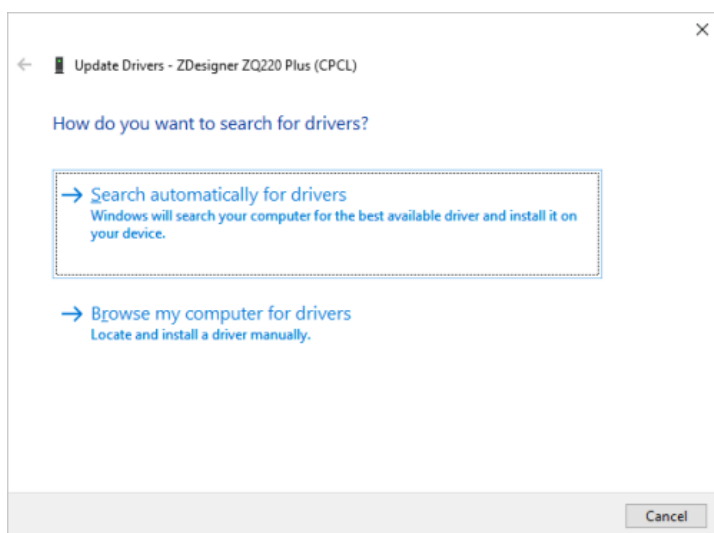 Update Drivers - ZDesigner ZQ220 Plus (CPCL)
How do you want to search for drivers?
Search automatically for drivers
Windows will search your computer for the best available driver and install it on
your device.
Browse my computer for drivers
Locate and install a driver manually.
Cancel